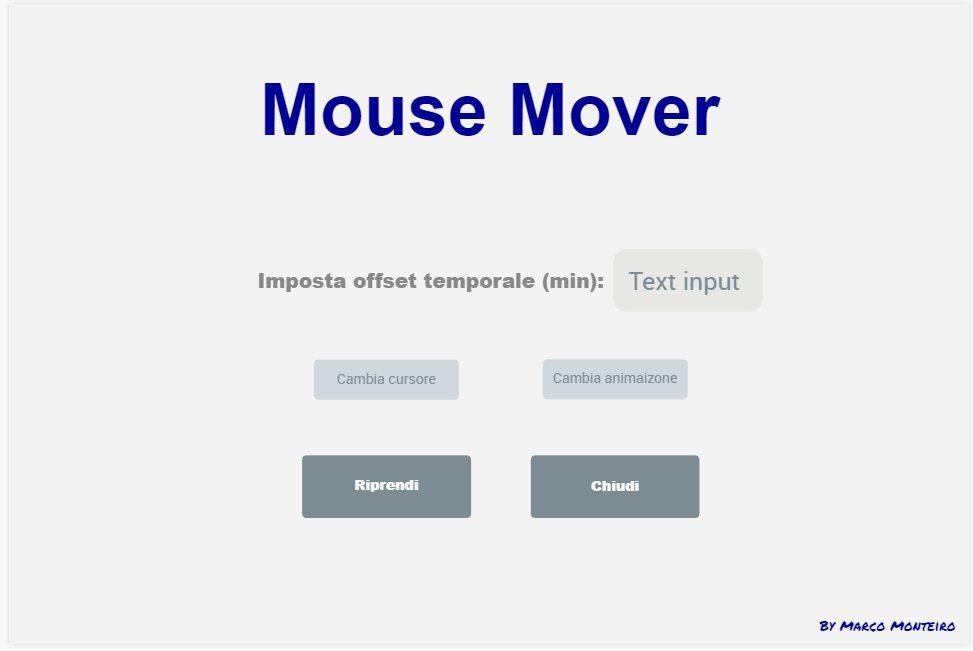 Mouse Mover
Imposta offset temporale (min): Text input
Cambia cursore Cambia animaizone
Riprendi Chiudi
By Marco Monteiro